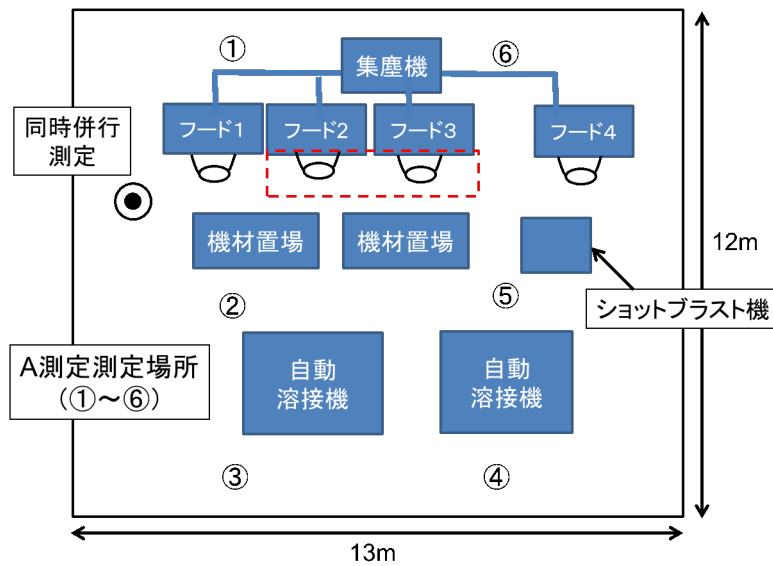 ①
集塵機
⑥
同時併行
測定
フード1
フード2
フード3
フード4
機材置場
機材置場
12m
②
⑤
ショットブラスト機
A測定測定場所
(①~⑥)
自動
溶接機
自動
溶接機
③
④
13m